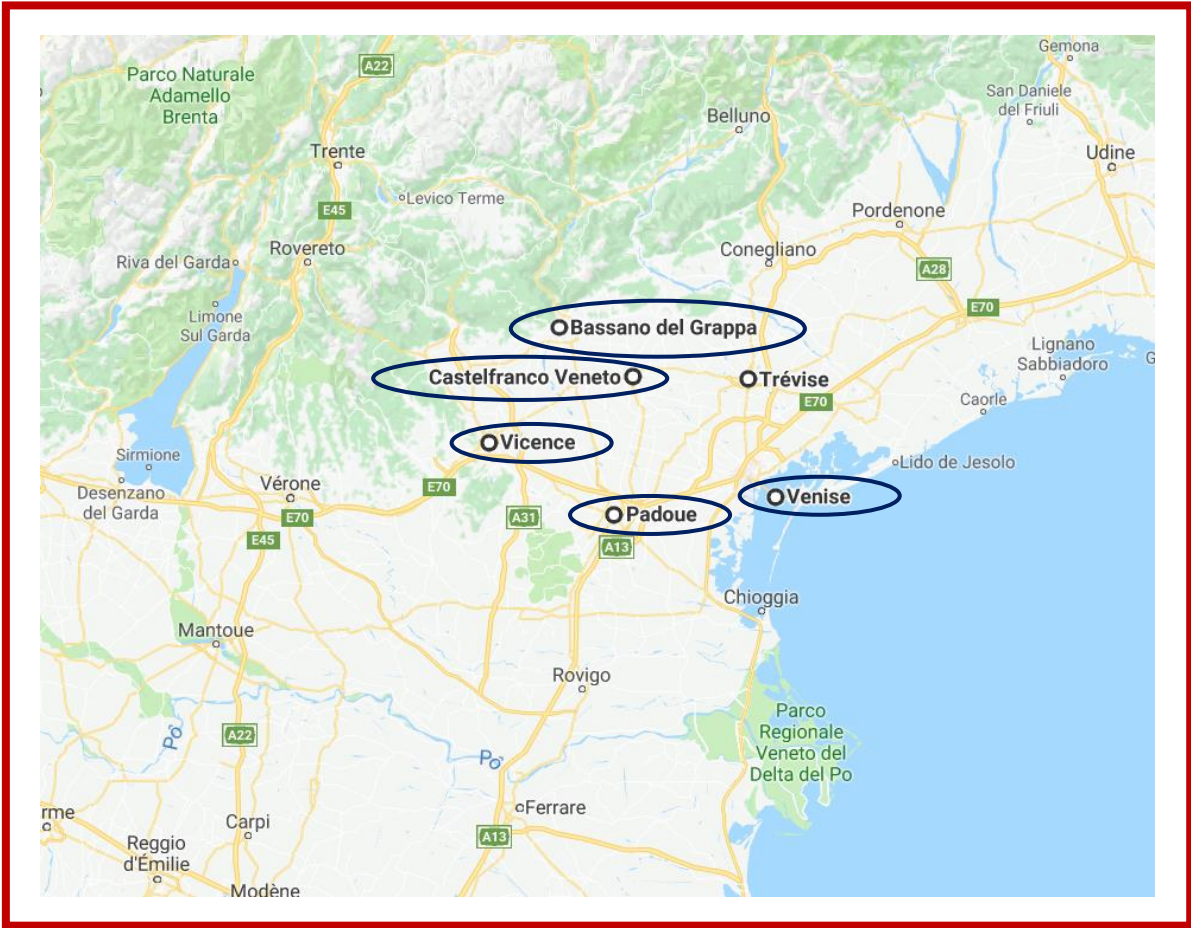 Gemona
A22
Parco Naturale
Adamello
Brenta
San Daniele
del Friuli
Belluno
Trente
Udine
Levico Terme
E45
Pordenone
Rovereto
Conegliano
Riva del Garda
A28
Limone
Sul Garda
E70
Bassano del Grappa
Lignano
Sabbiadoro
G
Castelfranco Veneto
Trévise
E70
Caorle
Vicence
Sirmione
Lido de Jesolo
Vérone
E70
Desenzano
del Garda
Venise
E70
A31
Padoue
E45
A13
Chioggia
Mantoue
Rovigo
Parco
Regionale
Veneto del
Delta del Po
A22
Pô
Pô
rme
Ferrare
Carpi
A13
Reggio
d'Émilie
Modène